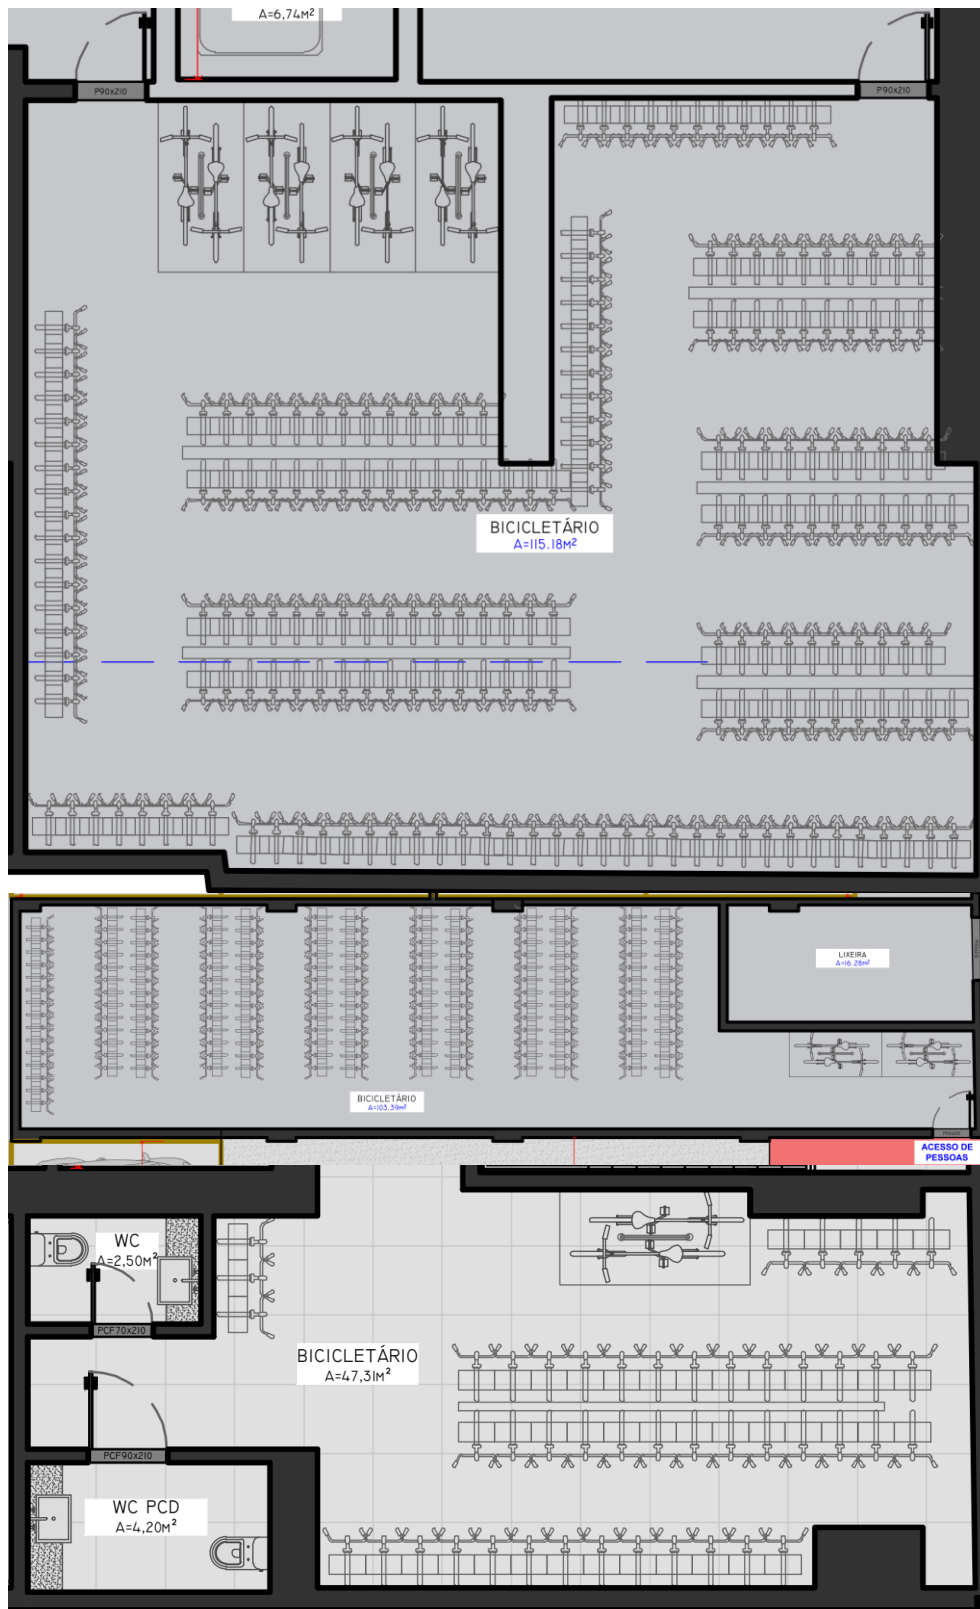 A=6,74M²
P90x210
P90x210
BICICLETÁRIO
A=115.18M²
LIXEIRA
A=16.28M²
BICICLETÁRIO
A=103.39M²
ACESSO DE
PESSOAS
WC
A=2,50M²
PCF70x210
BICICLETÁRIO
A=47,31M²
PCF90x210
WC PCD
A=4,20M²